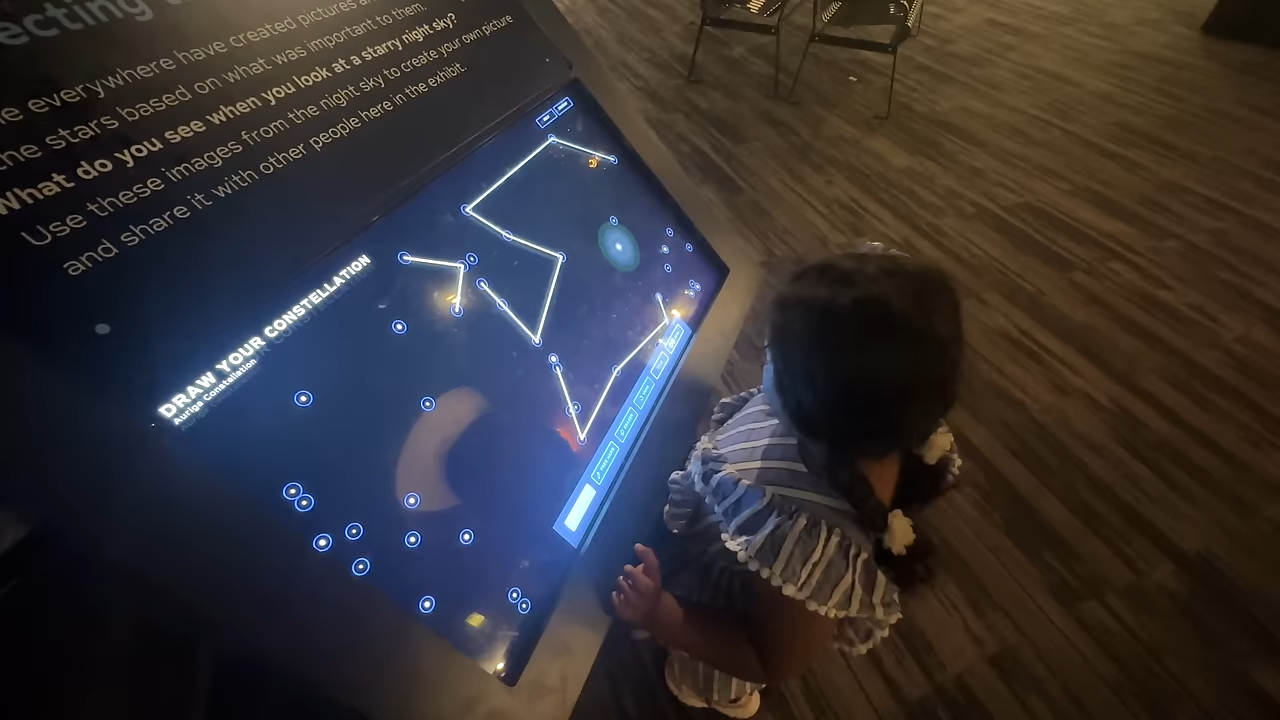 ecting
e everywhere have created pictures
the stars based on what was important to them.
What do you see when you look at a starry night sky?
Use these images from the night sky to create your own picture
and share it with other people here in the exhibit.
DRAW YOUR CONSTELLATION
Auriga Constellation